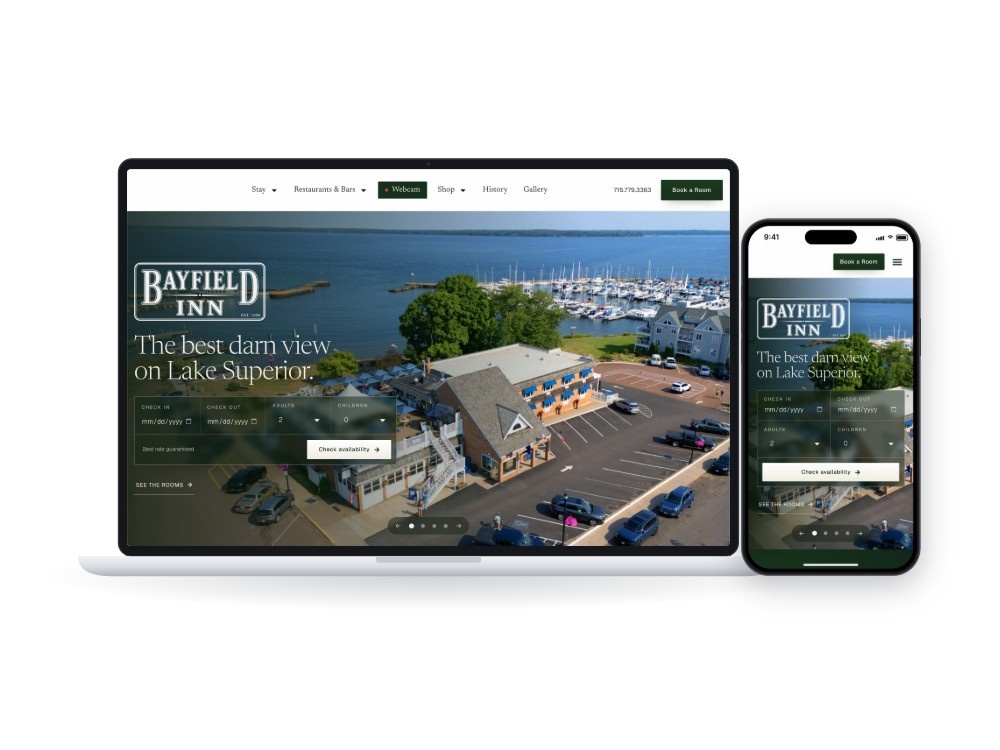 Stay Restaurants & Bars Webcam Shop History Gallery 715.779.3363 Book a Room
BAYFIELD
INN
The best darn view
on Lake Superior.
CHECK IN CHECK OUT ADULTS CHILDREN
mm/dd/yyyy mm/dd/yyyy 2 0
Best rate guaranteed Check availability →
SEE THE ROOMS →
← →
9:41
Book a Room
BAYFIELD
INN
The best darn view
on Lake Superior.
CHECK IN CHECK OUT
mm/dd/yyyy mm/dd/yyyy
ADULTS CHILDREN
2 0
Check availability →
SEE THE ROOMS →
← →